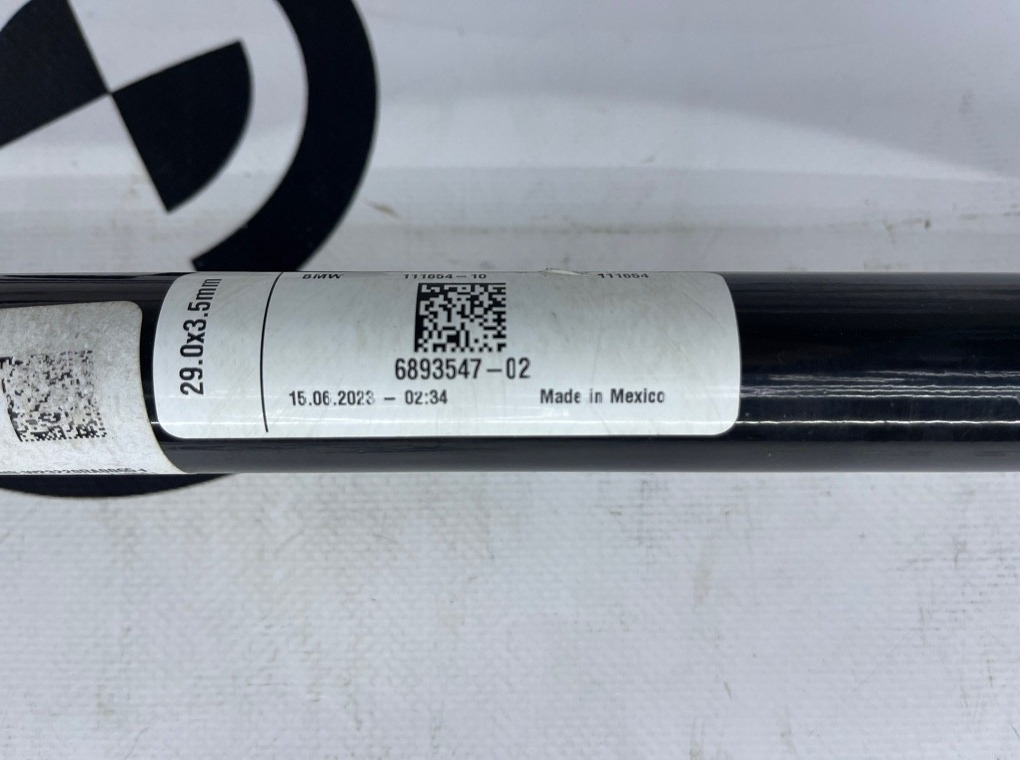 29.0x3.5mm
BMW 111654-10 111654
6893547-02
15.06.2023 - 02:34 Made in Mexico